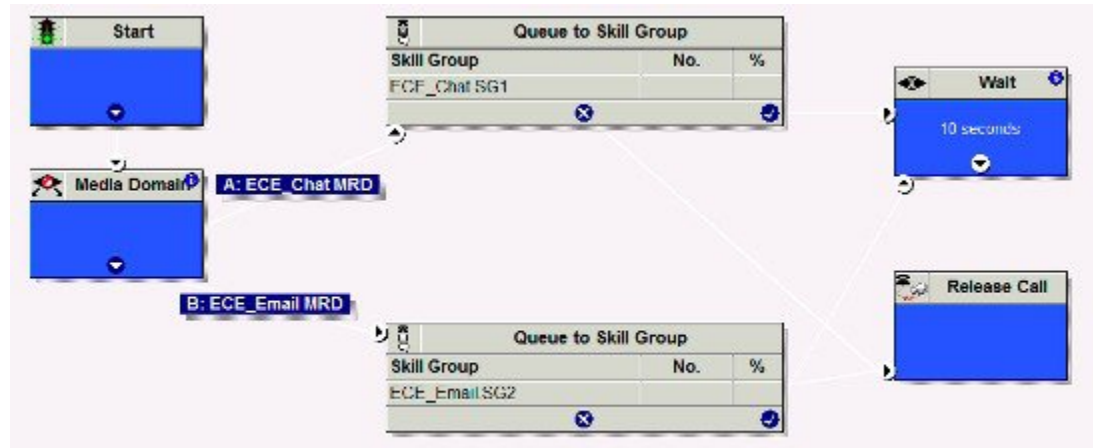 Start
Queue to Skill Group
Skill Group No. %
ECE_Chat.SG1
Wait
10 seconds
Media Domain
A: ECE_Chat MRD
B: ECE_Email MRD
Release Call
Queue to Skill Group
Skill Group No. %
ECE_Email.SG2